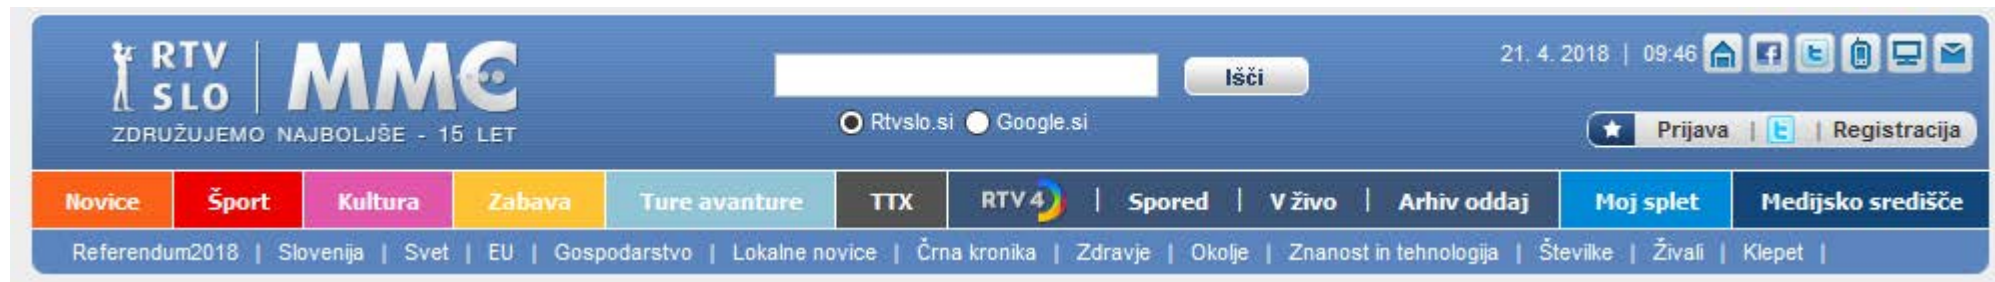 RTV SLO MMC
ZDRUŽUJEMO NAJBOLJŠE - 15 LET
Išči
Rtvslo.si Google.si
21. 4. 2018 | 09:46
Prijava | | Registracija
Novice Šport Kultura Zabava Ture avanture TTX RTV4 | Spored | V živo | Arhiv oddaj Moj splet Medijsko središče
Referendum2018 | Slovenija | Svet | EU | Gospodarstvo | Lokalne novice | Črna kronika | Zdravje | Okolje | Znanost in tehnologija | Številke | Živali | Klepet |